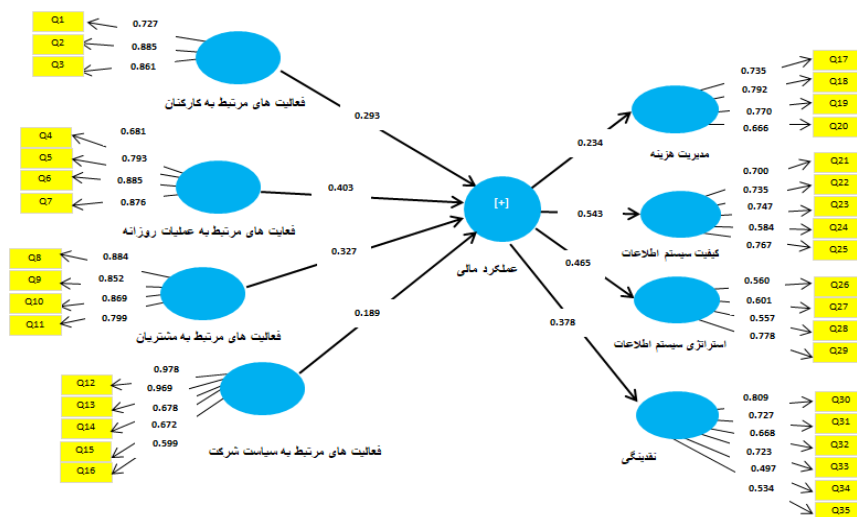 Q1
Q2
Q3
0.727
0.885
0.861
فعالیت های مرتبط به کارکنان
Q4
Q5
Q6
Q7
0.681
0.793
0.885
0.876
فعایت های مرتبط به عملیات روزانه
Q8
Q9
Q10
Q11
0.884
0.852
0.869
0.799
فعالیت های مرتبط به مشتریان
Q12
Q13
Q14
Q15
Q16
0.978
0.969
0.678
0.672
0.599
فعالیت های مرتبط به سیاست شرکت
0.293
0.403
0.327
0.189
[+]
عملکرد مالی
0.234
0.543
0.465
0.378
مدیریت هزینه
0.735
0.792
0.770
0.666
Q17
Q18
Q19
Q20
کیفیت سیستم اطلاعات
0.700
0.735
0.747
0.584
0.767
Q21
Q22
Q23
Q24
Q25
استراتژی سیستم اطلاعات
0.560
0.601
0.557
0.778
Q26
Q27
Q28
Q29
نقدینگی
0.809
0.727
0.668
0.723
0.497
0.534
Q30
Q31
Q32
Q33
Q34
Q35